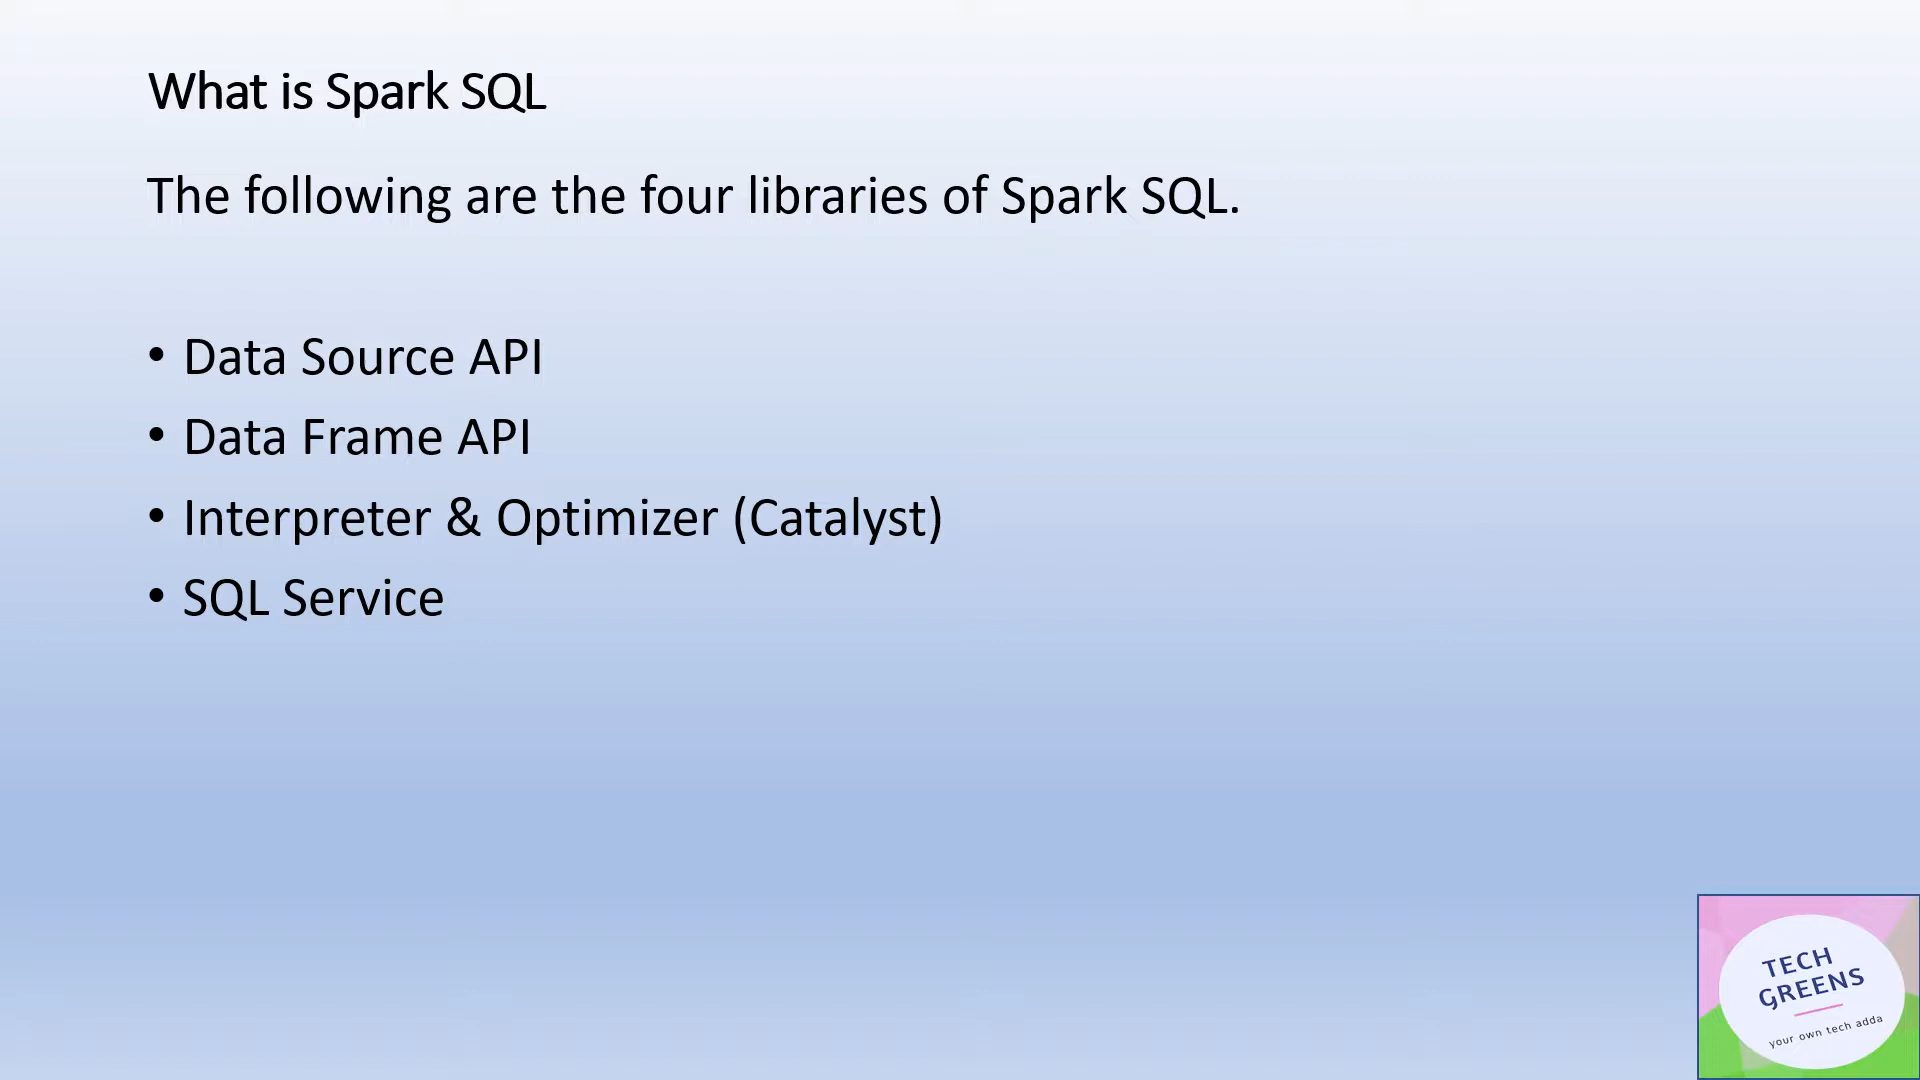 What is Spark SQL
The following are the four libraries of Spark SQL.
• Data Source API
• Data Frame API
• Interpreter & Optimizer (Catalyst)
• SQL Service
TECH
GREENS
your own tech adda